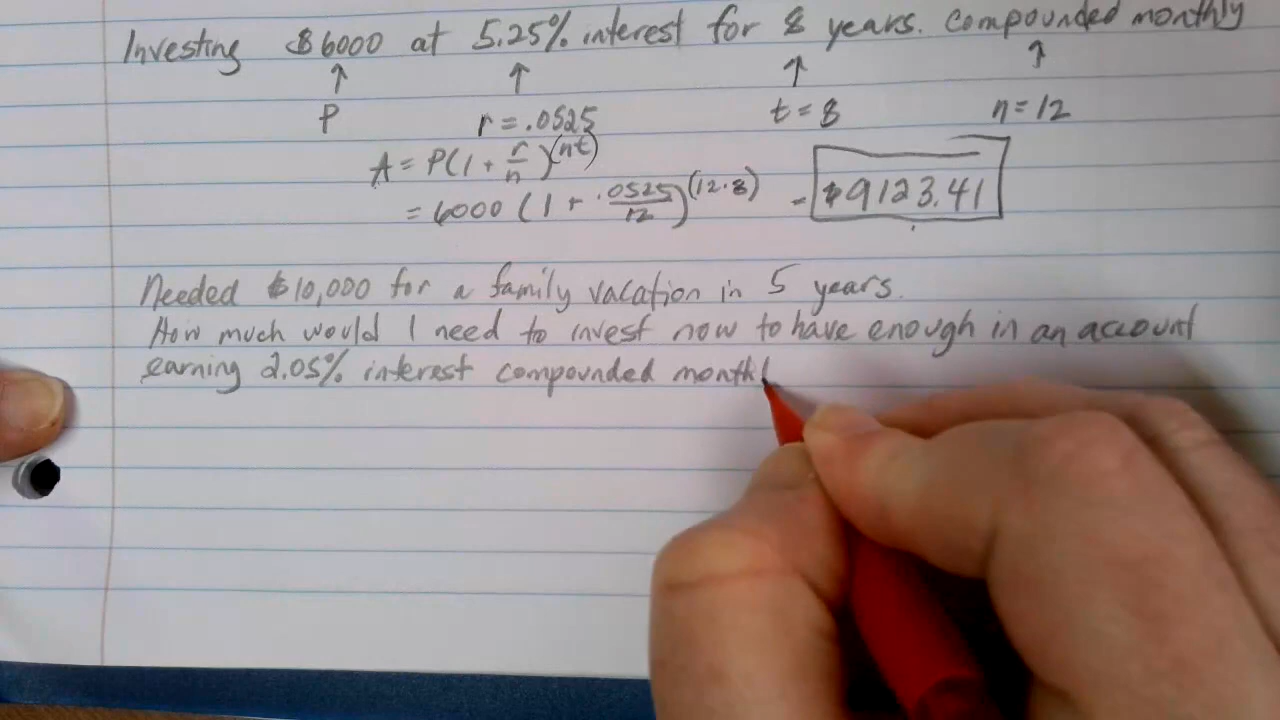 Investing $6000 at 5.25% interest for 8 years. compounded monthly
↑ ↑ ↑ ↑
P r = .0525 t = 8 n = 12
A = P(1 + r/n)^(nt)
= 6000 (1 + .0525/12)^(12·8) = $9123.41
Needed $10,000 for a family vacation in 5 years.
How much would I need to invest now to have enough in an account
earning 2.05% interest compounded monthl